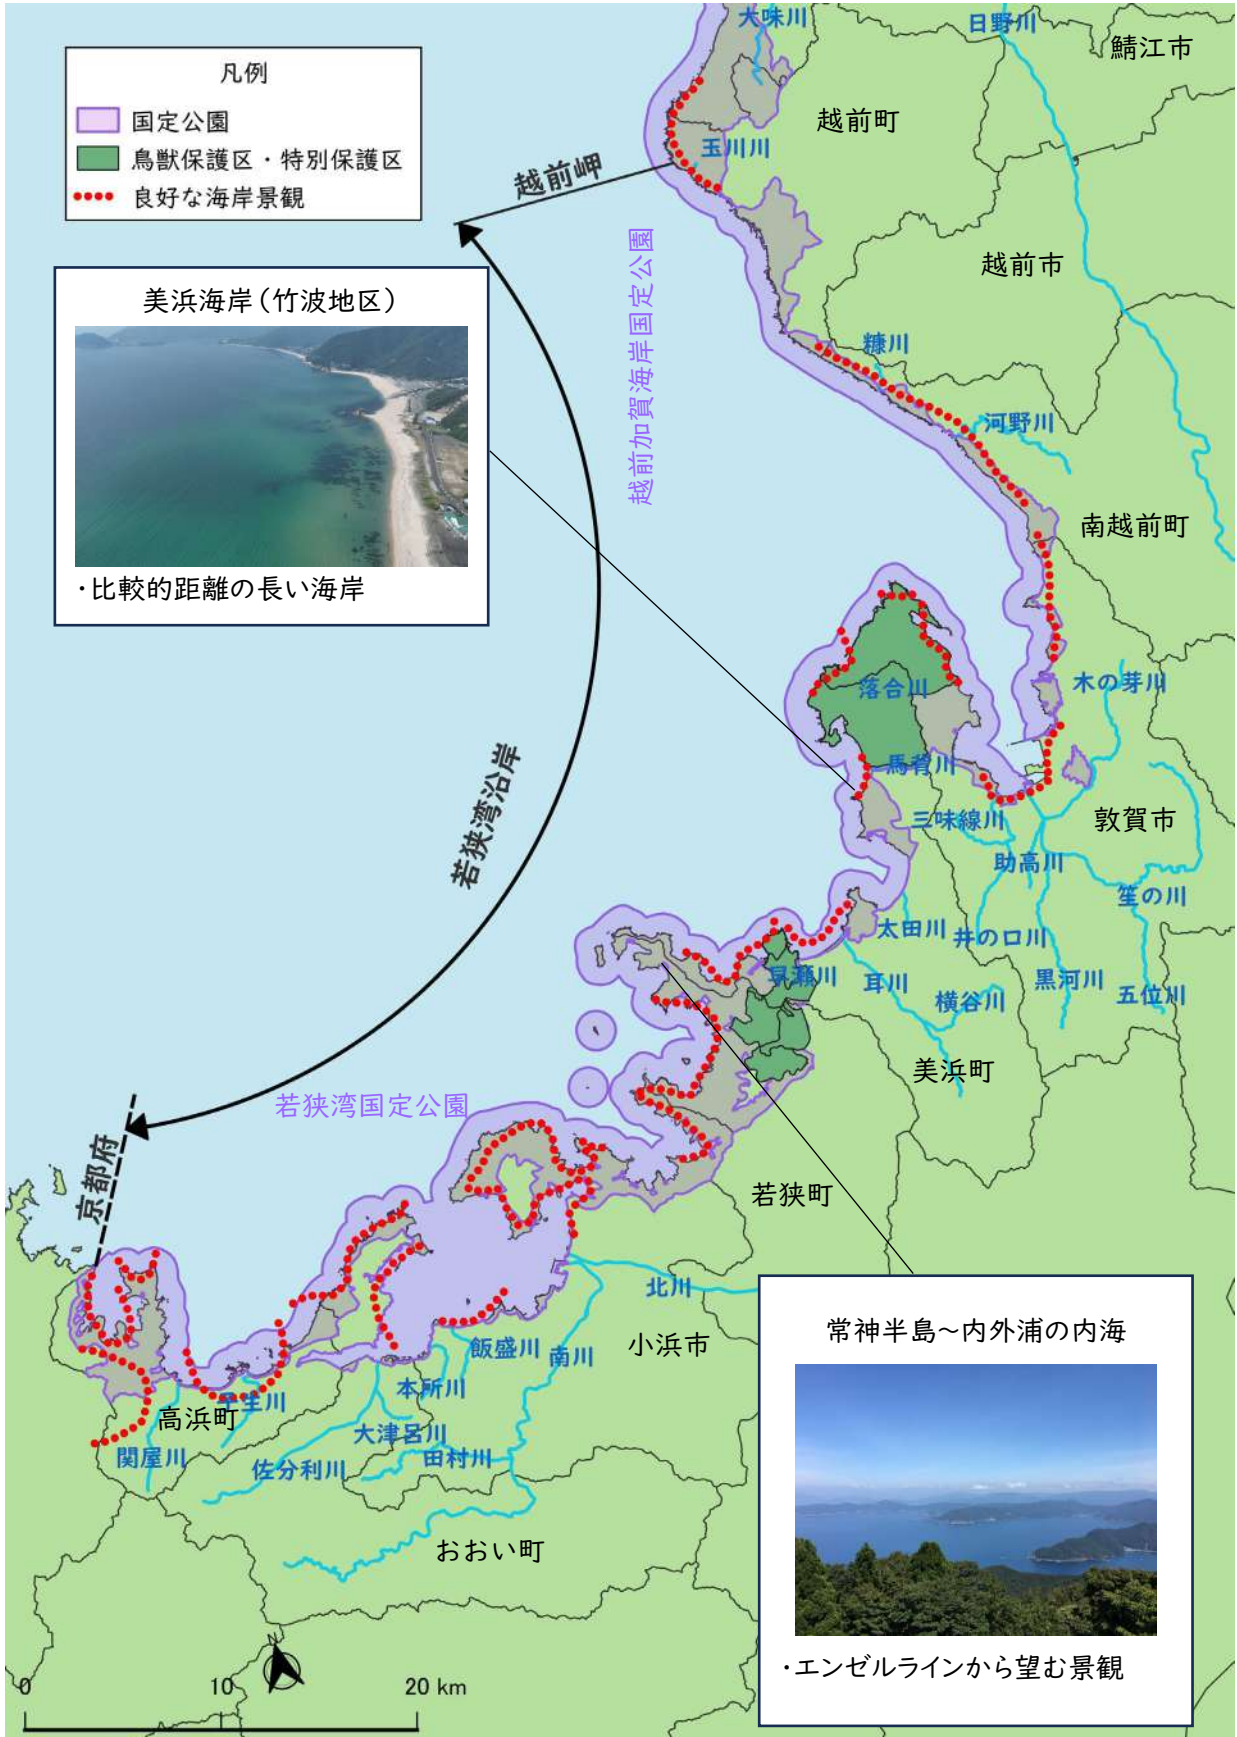 大味川
日野川
鯖江市
凡例
国定公園
鳥獣保護区・特別保護区
良好な海岸景観
越前町
玉川川
越前岬
越前加賀海岸国定公園
越前市
美浜海岸(竹波地区)
・比較的距離の長い海岸
糠川
河野川
南越前町
落合川
木の芽川
馬背川
三味線川
敦賀市
助高川
笙の川
若狭湾沿岸
太田川
井の口川
早瀬川
耳川
横谷川
黒河川
五位川
美浜町
若狭湾国定公園
京都府
若狭町
北川
小浜市
飯盛川
南川
本所川
早生川
高浜町
大津呂川
関屋川
佐分利川
田村川
おおい町
常神半島~内外浦の内海
・エンゼルラインから望む景観
0 10 20 km